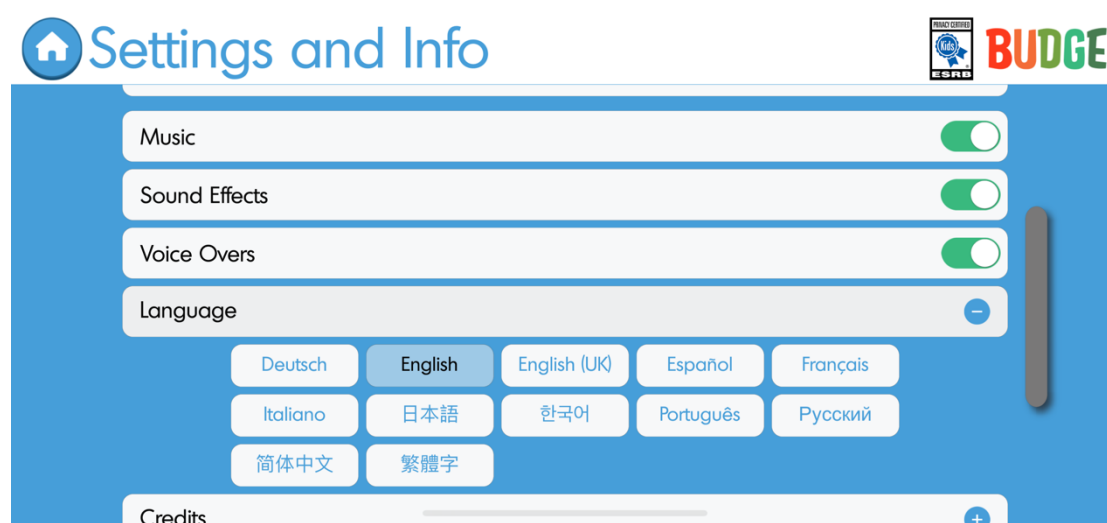 Settings and Info
PRIVACY CERTIFIED
Kids
ESRB
BUDGE
Music
Sound Effects
Voice Overs
Language
Deutsch English English (UK) Español Français
Italiano 日本語 한국어 Português Русский
简体中文 繁體字
Credits